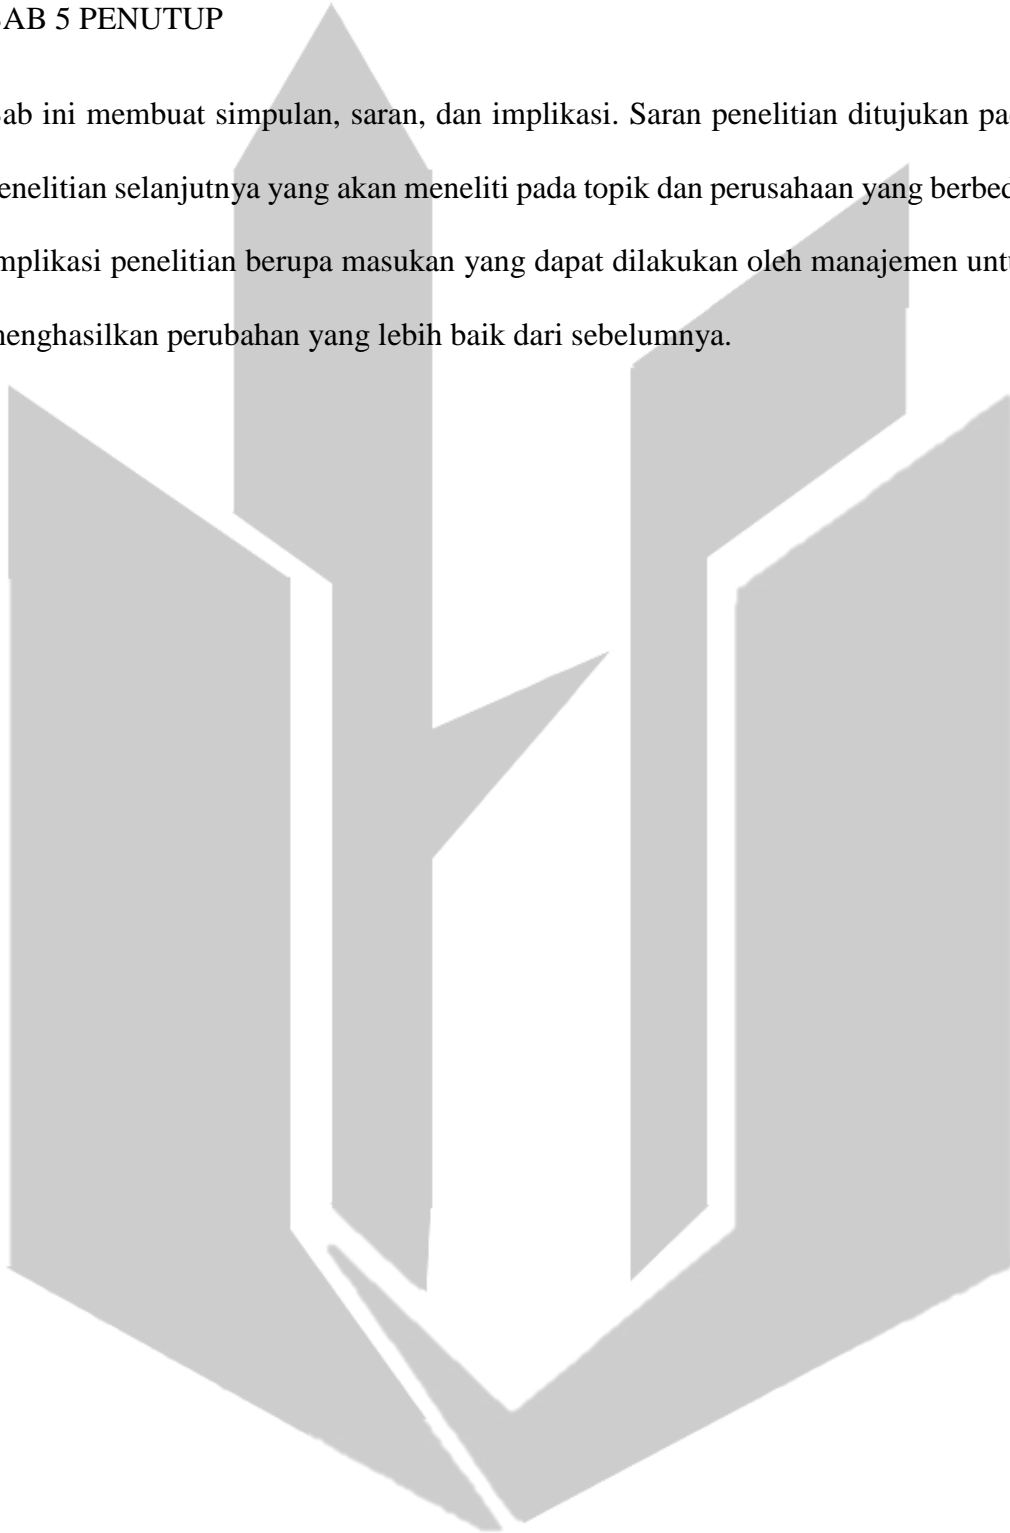 AB 5 PENUTUP
ab ini membuat simpulan, saran, dan implikasi. Saran penelitian ditujukan pa
enelitian selanjutnya yang akan meneliti pada topik dan perusahaan yang berbed
mplikasi penelitian berupa masukan yang dapat dilakukan oleh manajemen untu
enghasilkan perubahan yang lebih baik dari sebelumnya.